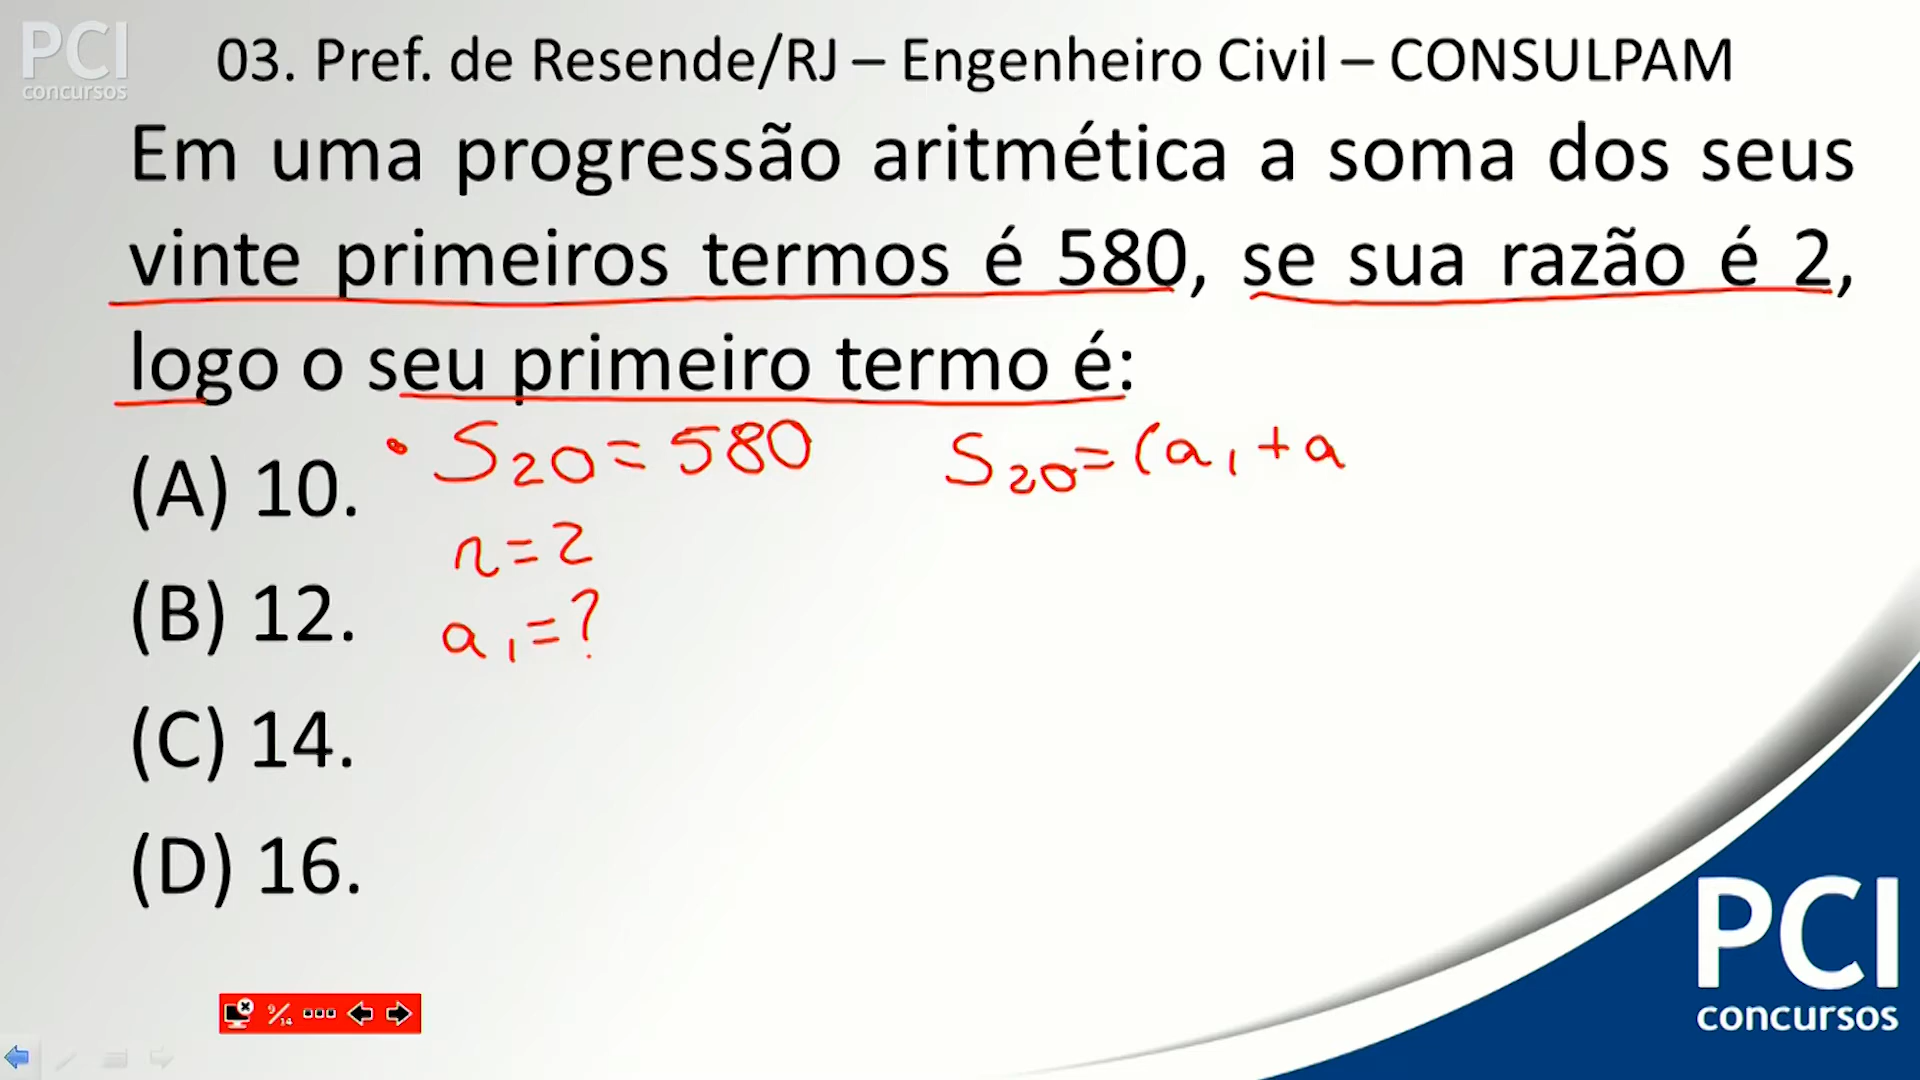 PCI
concursos
03. Pref. de Resende/RJ – Engenheiro Civil – CONSULPAM
Em uma progressão aritmética a soma dos seus
vinte primeiros termos é 580, se sua razão é 2,
logo o seu primeiro termo é:
S20 = 580
S20 = (a1 + a
(A) 10.
r = 2
(B) 12.
a1 = ?
(C) 14.
(D) 16.
PCI
concursos
9/14